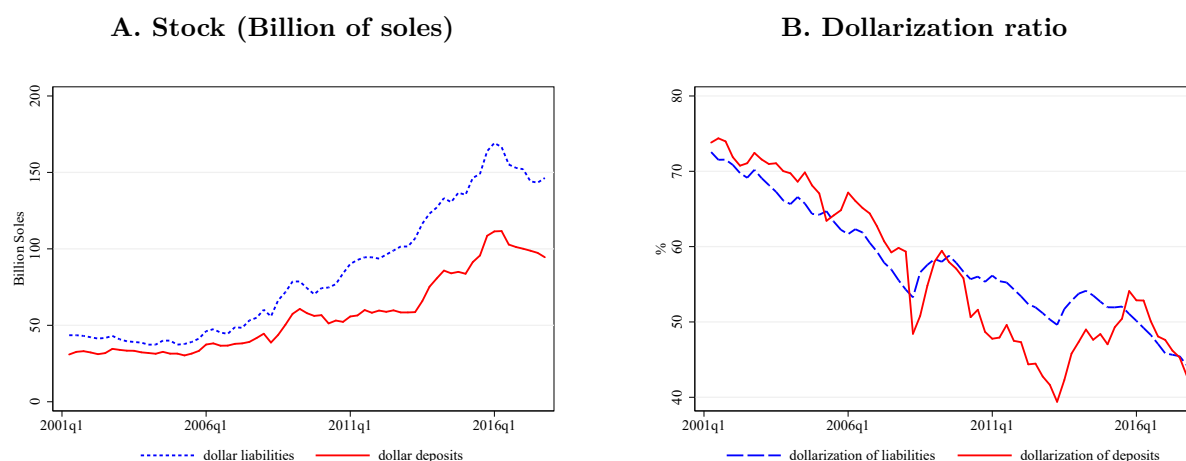 A. Stock (Billion of soles)
Billion Soles
200
150
100
50
0
2001q1 2006q1 2011q1 2016q1
dollar liabilities dollar deposits
B. Dollarization ratio
%
80
70
60
50
40
2001q1 2006q1 2011q1 2016q1
dollarization of liabilities dollarization of deposits